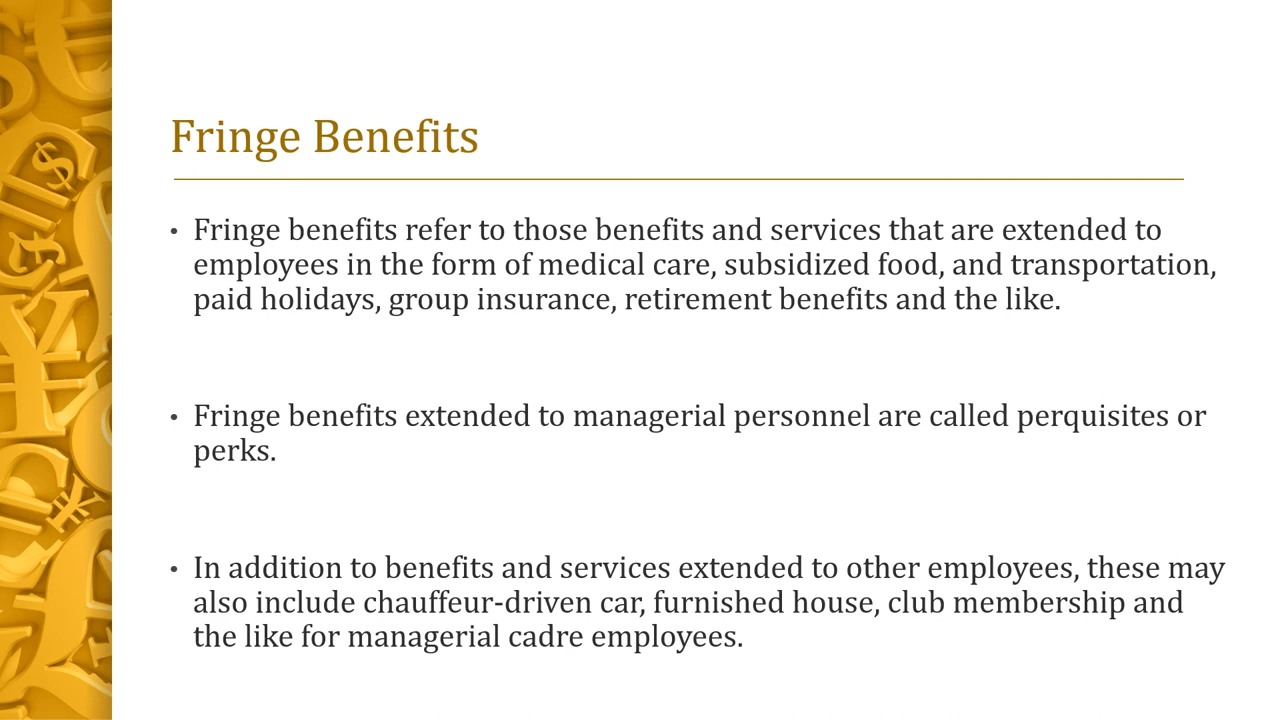 Fringe Benefits
• Fringe benefits refer to those benefits and services that are extended to
employees in the form of medical care, subsidized food, and transportation,
paid holidays, group insurance, retirement benefits and the like.
• Fringe benefits extended to managerial personnel are called perquisites or
perks.
• In addition to benefits and services extended to other employees, these may
also include chauffeur-driven car, furnished house, club membership and
the like for managerial cadre employees.